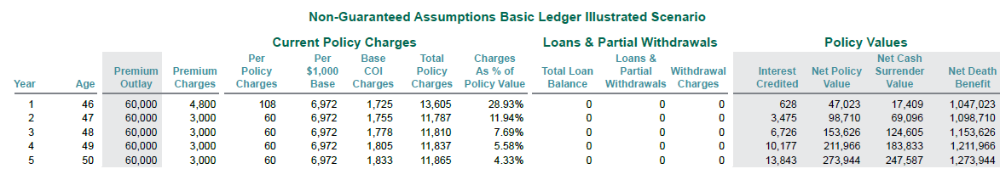 Non-Guaranteed Assumptions Basic Ledger Illustrated Scenario
Current Policy Charges Loans & Partial Withdrawals Policy Values
Per Per Base Total Charges Loans & Net Cash
Premium Premium Policy $1,000 COI Policy As % of Total Loan Partial Withdrawal Interest Net Policy Surrender Net Death
Year Age Outlay Charges Charges Base Charges Charges Policy Value Balance Withdrawals Charges Credited Value Value Benefit
1 46 60,000 4,800 108 6,972 1,725 13,605 28.93% 0 0 0 628 47,023 17,409 1,047,023
2 47 60,000 3,000 60 6,972 1,755 11,787 11.94% 0 0 0 3,475 98,710 69,096 1,098,710
3 48 60,000 3,000 60 6,972 1,778 11,810 7.69% 0 0 0 6,726 153,626 124,605 1,153,626
4 49 60,000 3,000 60 6,972 1,805 11,837 5.58% 0 0 0 10,177 211,966 183,833 1,211,966
5 50 60,000 3,000 60 6,972 1,833 11,865 4.33% 0 0 0 13,843 273,944 247,587 1,273,944